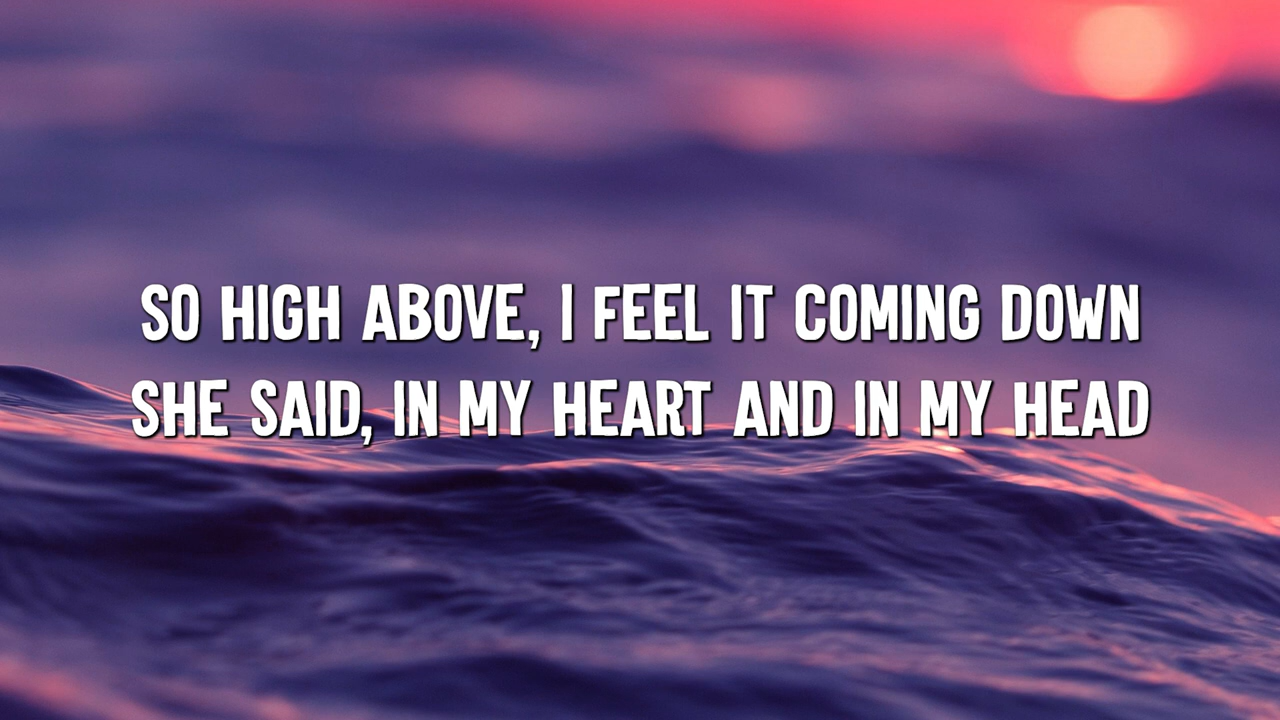 SO HIGH ABOVE, I FEEL IT COMING DOWN
SHE SAID, IN MY HEART AND IN MY HEAD